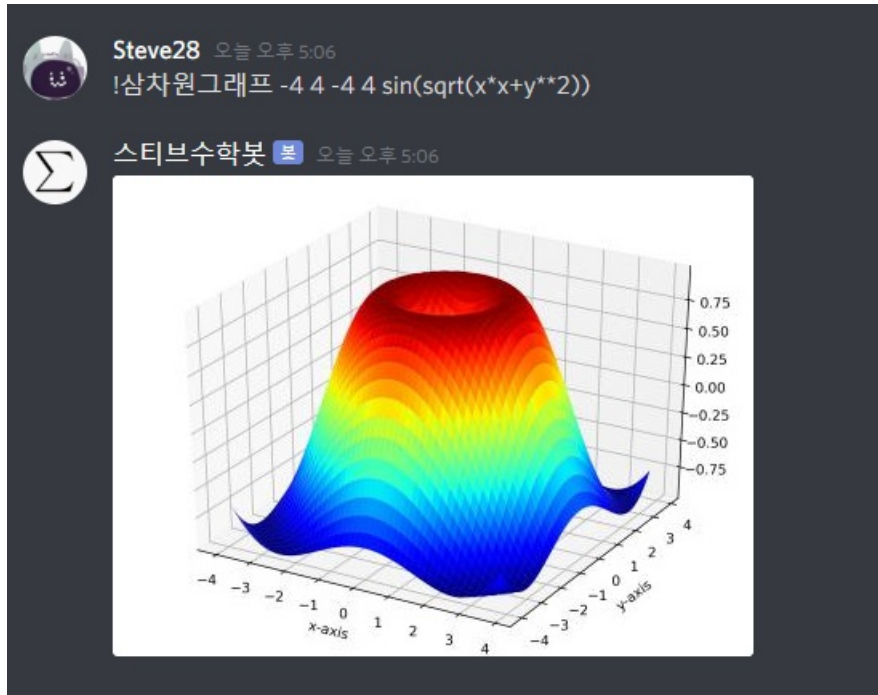 Steve28 오늘 오후 5:06
!삼차원그래프 -4 4 -4 4 sin(sqrt(x*x+y**2))
Σ
스티브수학봇 봇 오늘 오후 5:06
0.75
0.50
0.25
0.00
−0.25
−0.50
−0.75
−4 −3 −2 −1 0 1 2 3 4
x-axis
−4 −3 −2 −1 0 1 2 3 4
y-axis